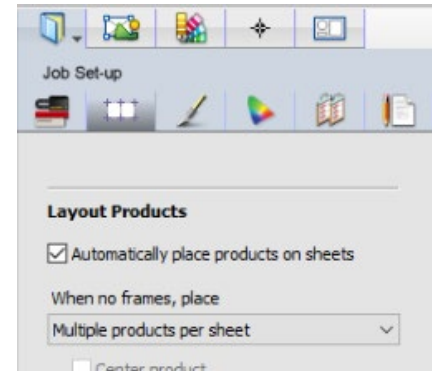 Job Set-up
Layout Products
Automatically place products on sheets
When no frames, place
Multiple products per sheet
Center product